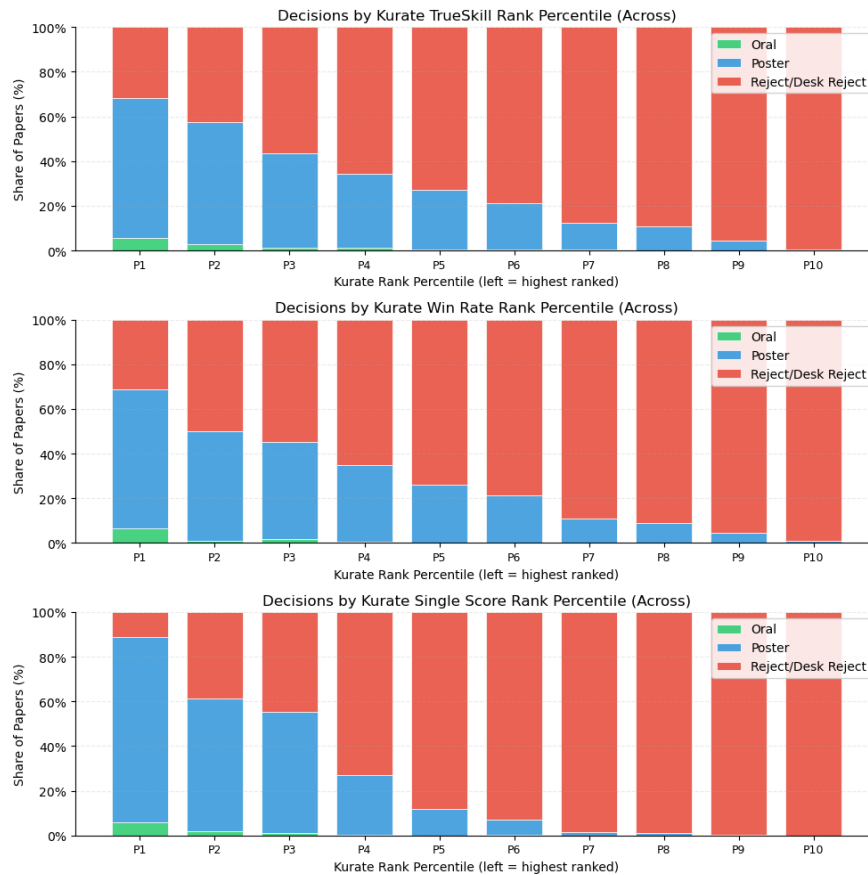 Decisions by Kurate TrueSkill Rank Percentile (Across)
100%
80%
60%
40%
20%
0%
Share of Papers (%)
Oral
Poster
Reject/Desk Reject
P1 P2 P3 P4 P5 P6 P7 P8 P9 P10
Kurate Rank Percentile (left = highest ranked)
Decisions by Kurate Win Rate Rank Percentile (Across)
100%
80%
60%
40%
20%
0%
Share of Papers (%)
Oral
Poster
Reject/Desk Reject
P1 P2 P3 P4 P5 P6 P7 P8 P9 P10
Kurate Rank Percentile (left = highest ranked)
Decisions by Kurate Single Score Rank Percentile (Across)
100%
80%
60%
40%
20%
0%
Share of Papers (%)
Oral
Poster
Reject/Desk Reject
P1 P2 P3 P4 P5 P6 P7 P8 P9 P10
Kurate Rank Percentile (left = highest ranked)